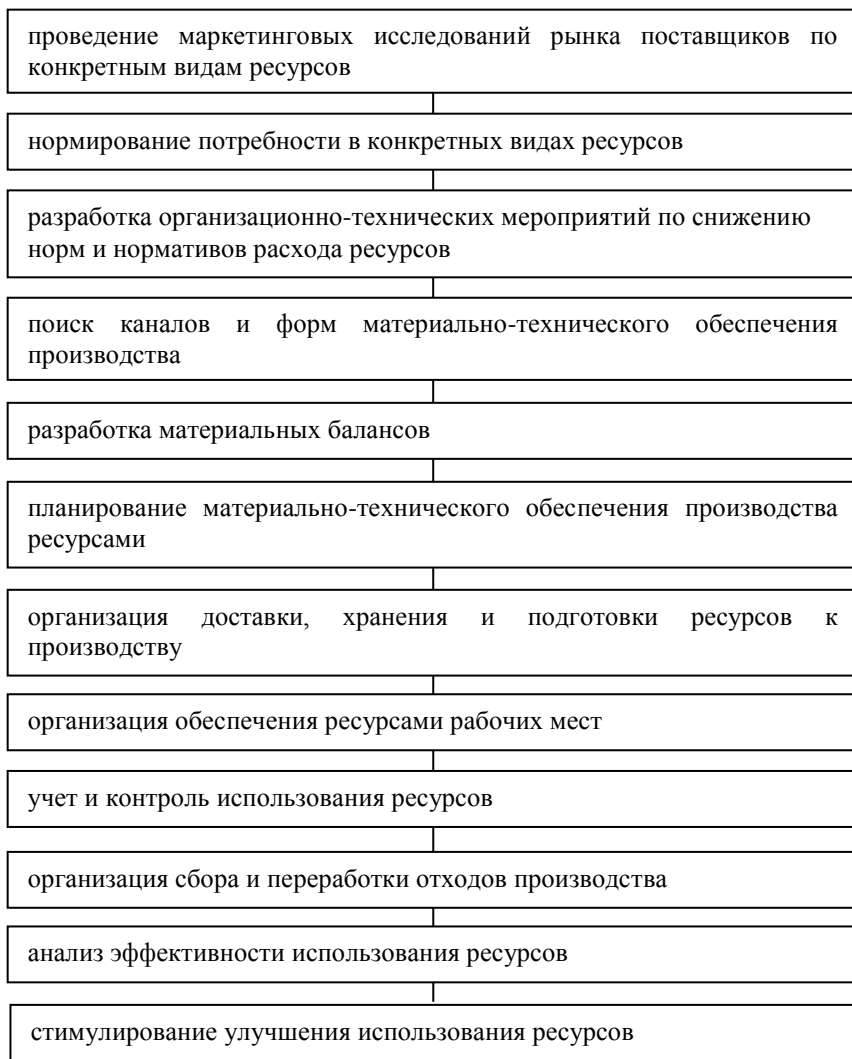 проведение маркетинговых исследований рынка поставщиков по
конкретным видам ресурсов
нормирование потребности в конкретных видах ресурсов
разработка организационно-технических мероприятий по снижению
норм и нормативов расхода ресурсов
поиск каналов и форм материально-технического обеспечения
производства
разработка материальных балансов
планирование материально-технического обеспечения производства
ресурсами
организация доставки, хранения и подготовки ресурсов к
производству
организация обеспечения ресурсами рабочих мест
учет и контроль использования ресурсов
организация сбора и переработки отходов производства
анализ эффективности использования ресурсов
стимулирование улучшения использования ресурсов